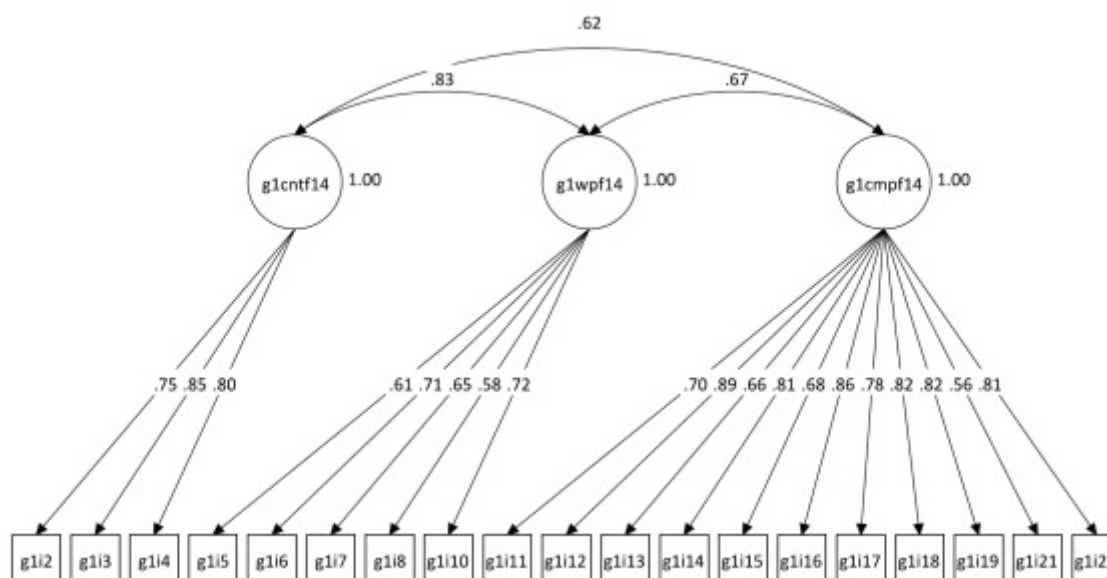 .62
.83 .67
g1cntf14 1.00 g1wpf14 1.00 g1cmpf14 1.00
.75 .85 .80 .61 .71 .65 .58 .72 .70 .89 .66 .81 .68 .86 .78 .82 .82 .56 .81
g1i2 g1i3 g1i4 g1i5 g1i6 g1i7 g1i8 g1i10 g1i11 g1i12 g1i13 g1i14 g1i15 g1i16 g1i17 g1i18 g1i19 g1i21